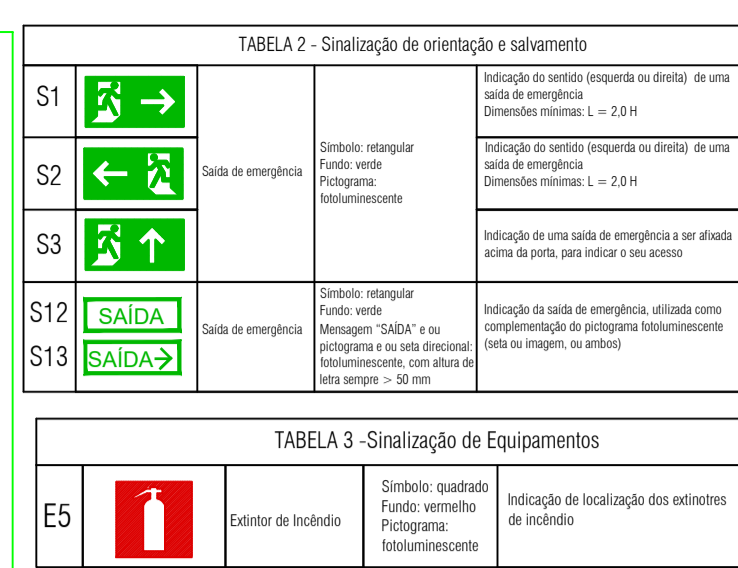 TABELA 2 - Sinalização de orientação e salvamento
S1
Saída de emergência
Símbolo: retangular
Fundo: verde
Pictograma:
fotoluminescente
Indicação do sentido (esquerda ou direita) de uma
saída de emergência
Dimensões mínimas: L = 2,0 H
S2
Indicação do sentido (esquerda ou direita) de uma
saída de emergência
Dimensões mínimas: L = 2,0 H
S3
Indicação de uma saída de emergência a ser afixada
acima da porta, para indicar o seu acesso
S12
SAÍDA
S13
SAÍDA→
Saída de emergência
Símbolo: retangular
Fundo: verde
Mensagem "SAÍDA" e ou
pictograma e ou seta direcional:
fotoluminescente, com altura de
letra sempre > 50 mm
Indicação da saída de emergência, utilizada como
complementação do pictograma fotoluminescente
(seta ou imagem, ou ambos)
TABELA 3 -Sinalização de Equipamentos
E5
Extintor de Incêndio
Símbolo: quadrado
Fundo: vermelho
Pictograma:
fotoluminescente
Indicação de localização dos extinotres
de incêndio